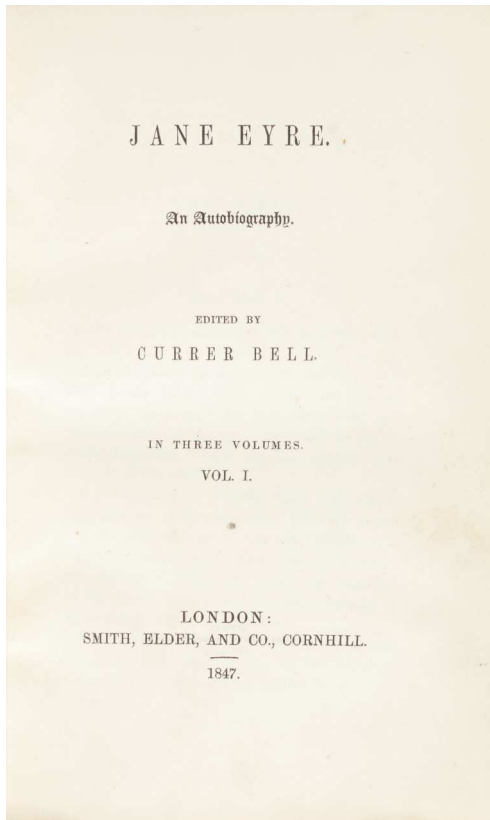 JANE EYRE.
An Autobiography.
EDITED BY
CURRER BELL.
IN THREE VOLUMES.
VOL. I.
LONDON:
SMITH, ELDER, AND CO., CORNHILL.
1847.